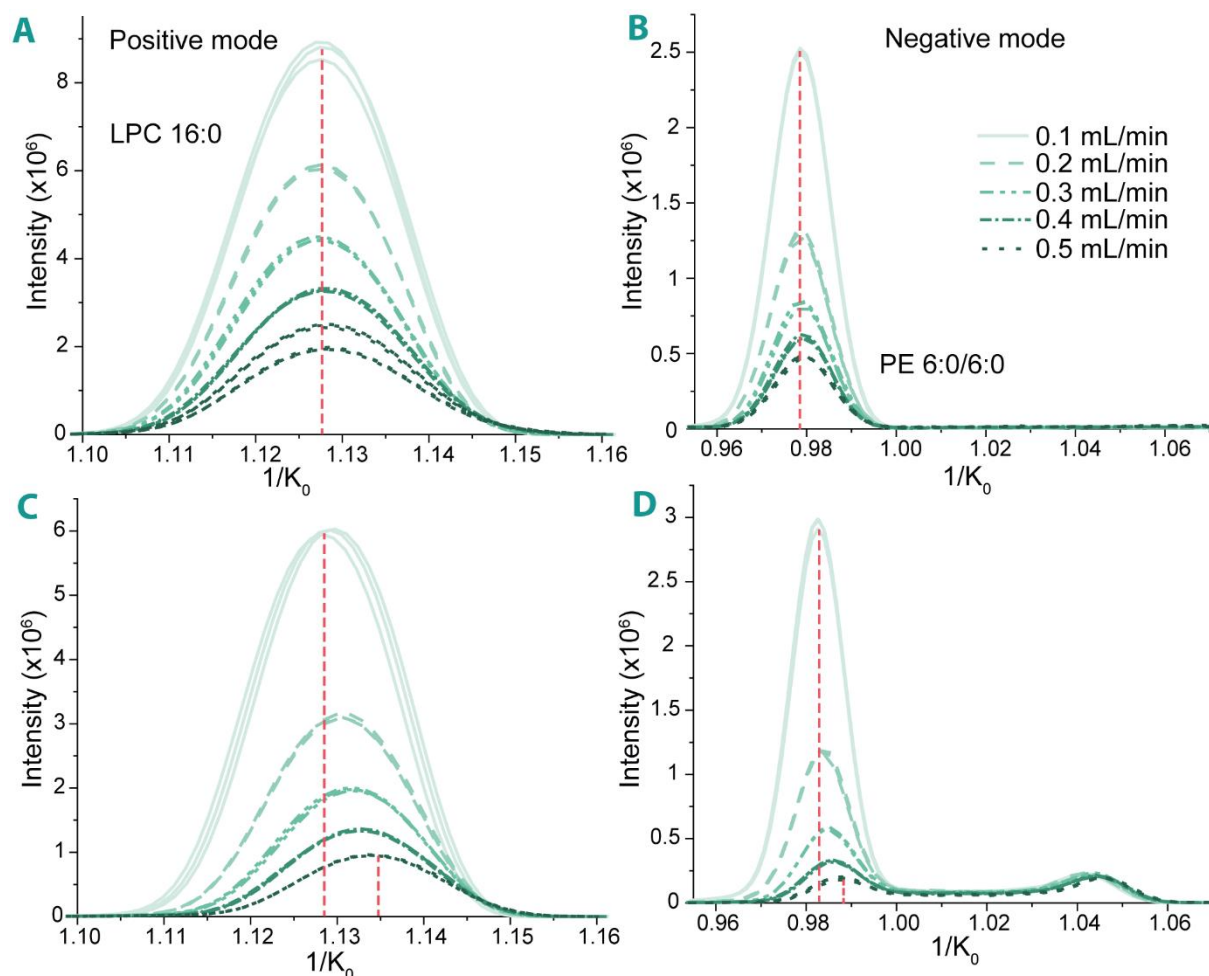 A
Positive mode
LPC 16:0
Intensity (x10⁶)
8
6
4
2
0
1.10 1.11 1.12 1.13 1.14 1.15 1.16
1/K₀
B
Negative mode
0.1 mL/min
0.2 mL/min
0.3 mL/min
0.4 mL/min
0.5 mL/min
PE 6:0/6:0
Intensity (x10⁶)
2.5
2
1.5
1
0.5
0
0.96 0.98 1.00 1.02 1.04 1.06
1/K₀
C
Intensity (x10⁶)
6
5
4
3
2
1
0
1.10 1.11 1.12 1.13 1.14 1.15 1.16
1/K₀
D
Intensity (x10⁶)
3
2.5
2
1.5
1
0.5
0
0.96 0.98 1.00 1.02 1.04 1.06
1/K₀